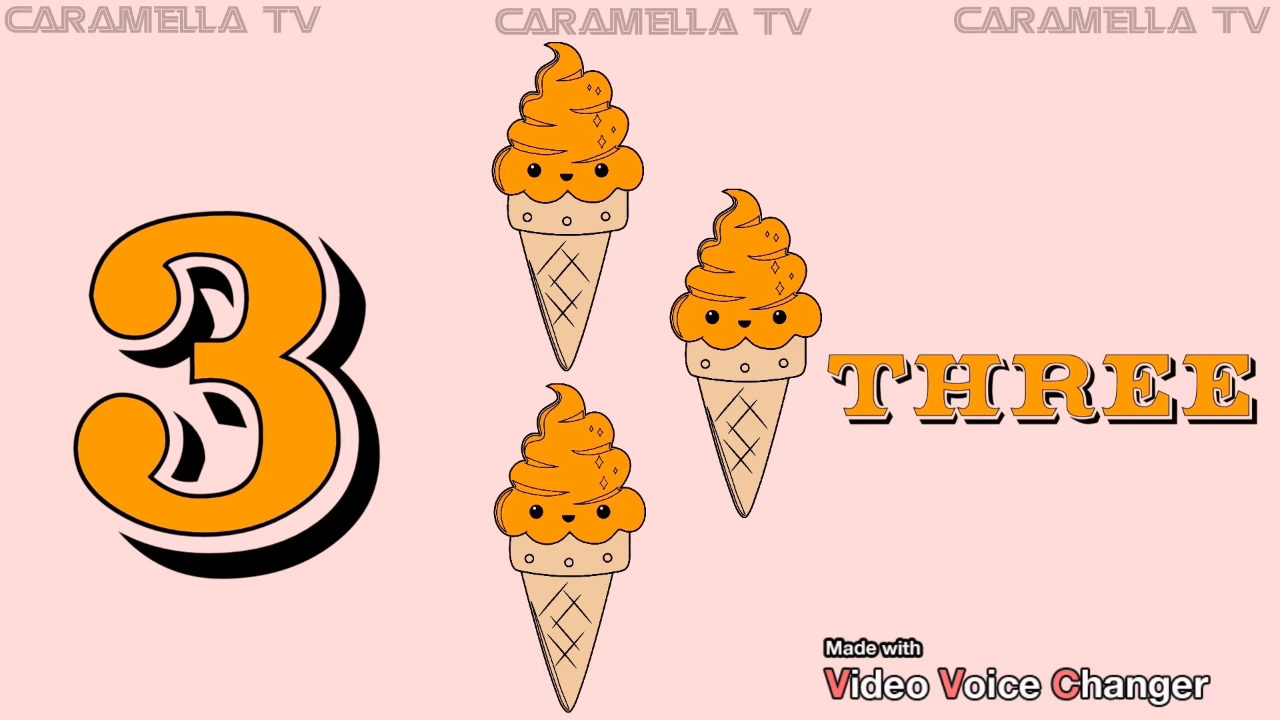 CARAMELLA TV CARAMELLA TV CARAMELLA TV
3
THREE
Made with
Video Voice Changer